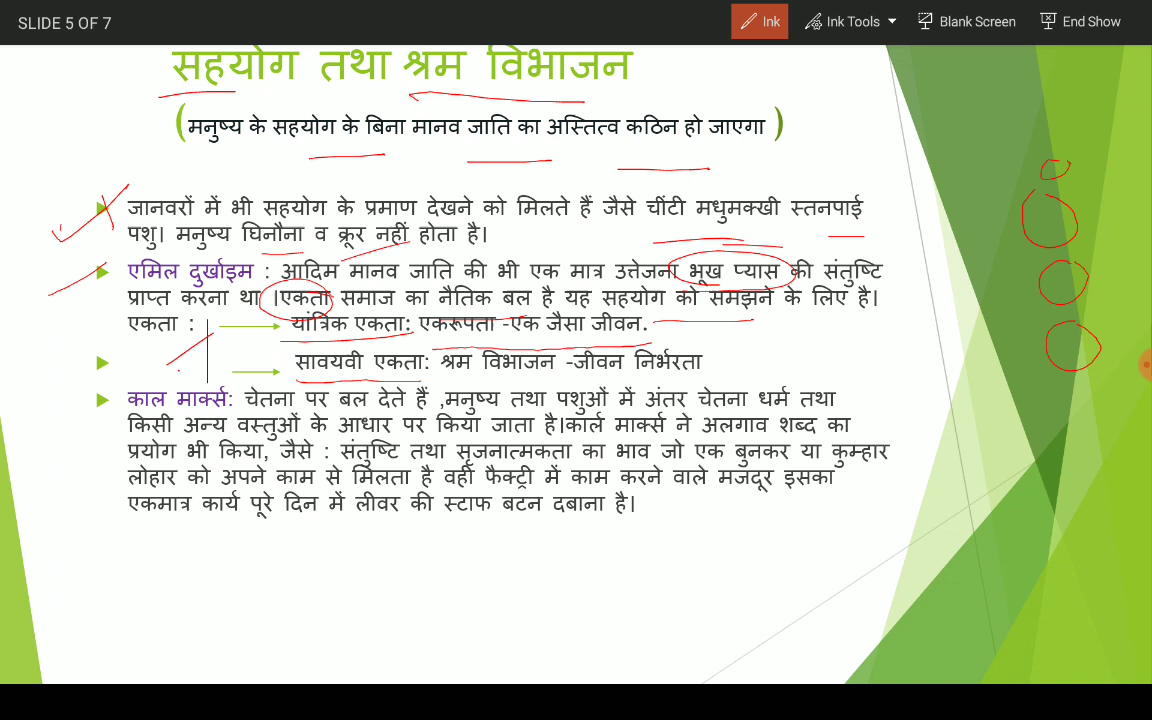 SLIDE 5 OF 7
Ink
Ink Tools
Blank Screen
End Show
सहयोग तथा श्रम विभाजन
(मनुष्य के सहयोग के बिना मानव जाति का अस्तित्व कठिन हो जाएगा )
जानवरों में भी सहयोग के प्रमाण देखने को मिलते हैं जैसे चींटी मधुमक्खी स्तनपाई
पशु। मनुष्य घिनौना व क्रूर नहीं होता है।
एमिल दुर्खाइम : आदिम मानव जाति की भी एक मात्र उत्तेजना भूख प्यास की संतुष्टि
प्राप्त करना था ।एकता समाज का नैतिक बल है यह सहयोग को समझने के लिए है।
एकता : यांत्रिक एकता: एकरूपता -एक जैसा जीवन.
सावयवी एकता: श्रम विभाजन -जीवन निर्भरता
काल मार्क्स: चेतना पर बल देते हैं ,मनुष्य तथा पशुओं में अंतर चेतना धर्म तथा
किसी अन्य वस्तुओं के आधार पर किया जाता है।कार्ल मार्क्स ने अलगाव शब्द का
प्रयोग भी किया, जैसे : संतुष्टि तथा सृजनात्मकता का भाव जो एक बुनकर या कुम्हार
लोहार को अपने काम से मिलता है वही फैक्ट्री में काम करने वाले मजदूर इसका
एकमात्र कार्य पूरे दिन में लीवर की स्टाफ बटन दबाना है।